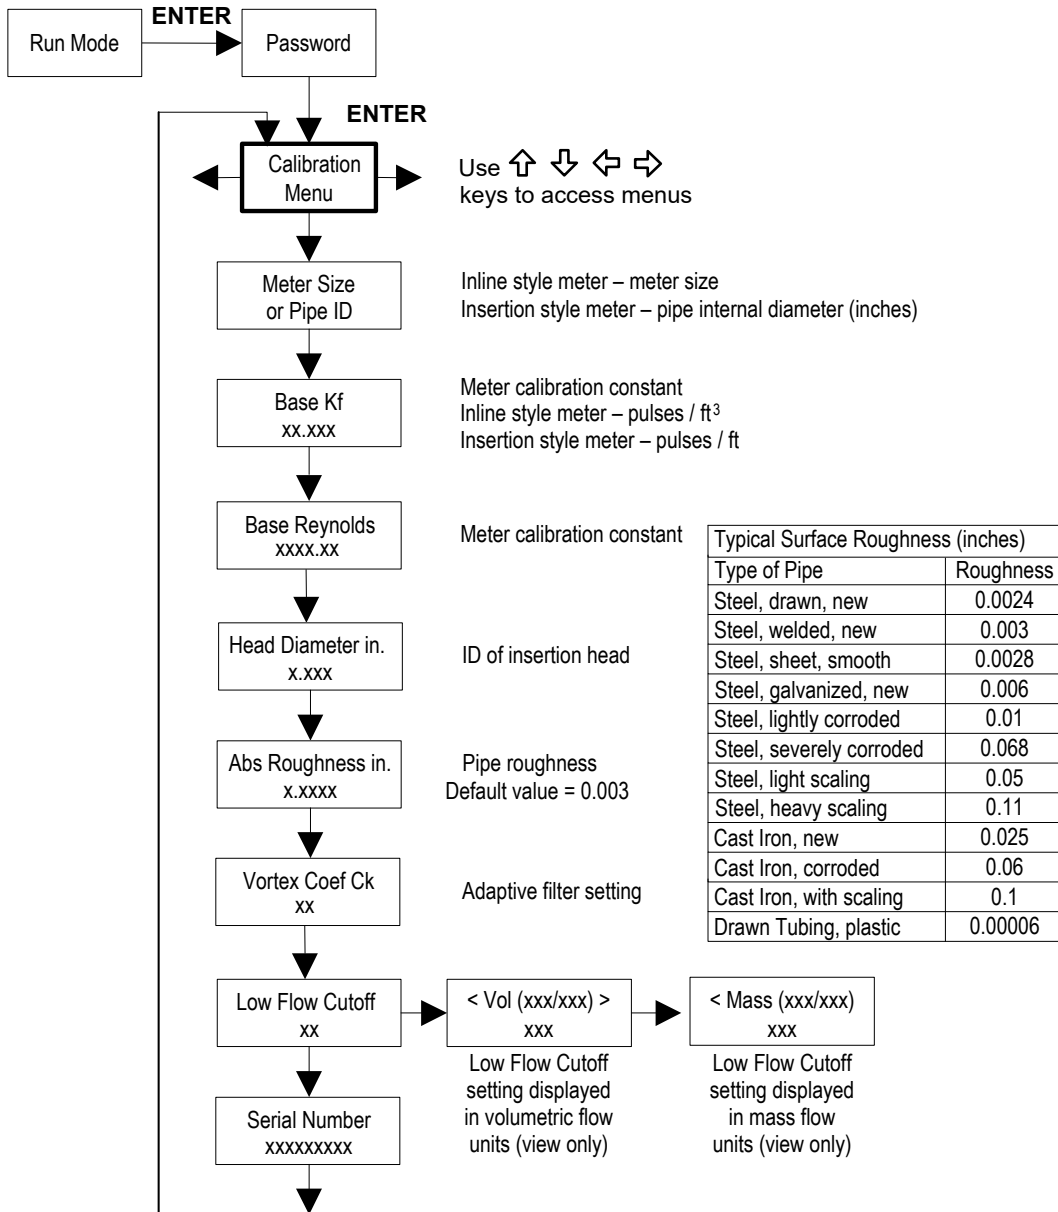 ENTER
Run Mode
Password
ENTER
Calibration
Menu
Use ⇧ ⇩ ⇦ ⇨
keys to access menus
Meter Size
or Pipe ID
Inline style meter – meter size
Insertion style meter – pipe internal diameter (inches)
Base Kf
xx.xxx
Meter calibration constant
Inline style meter – pulses / ft³
Insertion style meter – pulses / ft
Base Reynolds
xxxx.xx
Meter calibration constant
Head Diameter in.
x.xxx
ID of insertion head
Abs Roughness in.
x.xxxx
Pipe roughness
Default value = 0.003
Vortex Coef Ck
xx
Adaptive filter setting
Typical Surface Roughness (inches)
Type of Pipe Roughness
Steel, drawn, new 0.0024
Steel, welded, new 0.003
Steel, sheet, smooth 0.0028
Steel, galvanized, new 0.006
Steel, lightly corroded 0.01
Steel, severely corroded 0.068
Steel, light scaling 0.05
Steel, heavy scaling 0.11
Cast Iron, new 0.025
Cast Iron, corroded 0.06
Cast Iron, with scaling 0.1
Drawn Tubing, plastic 0.00006
Low Flow Cutoff
xx
< Vol (xxx/xxx) >
xxx
Low Flow Cutoff
setting displayed
in volumetric flow
units (view only)
< Mass (xxx/xxx)
xxx
Low Flow Cutoff
setting displayed
in mass flow
units (view only)
Serial Number
xxxxxxxxx